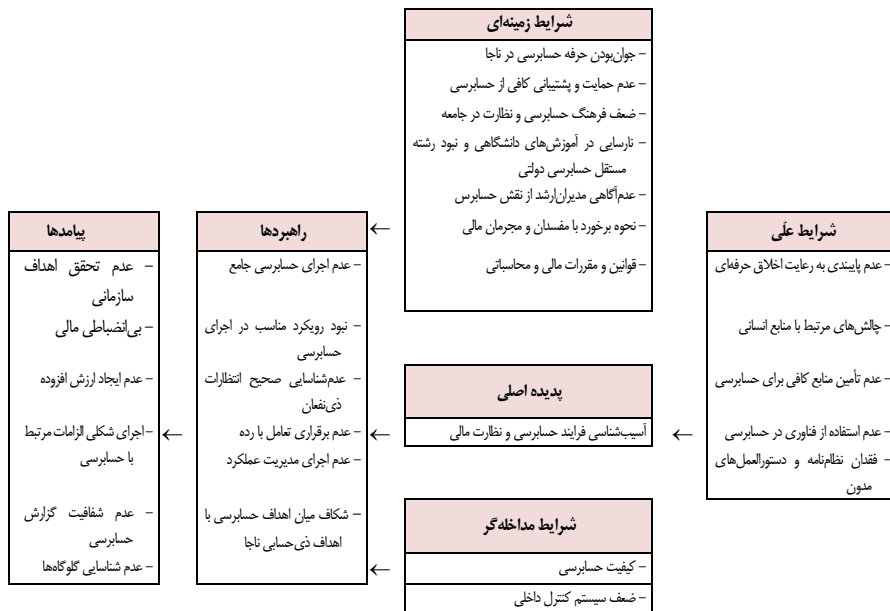 شرایط زمینه‌ای
- جوان‌بودن حرفه حسابرسی در ناجا
- عدم حمایت و پشتیبانی کافی از حسابرسی
- ضعف فرهنگ حسابرسی و نظارت در جامعه
- نارسایی در آموزش‌های دانشگاهی و نبود رشته
مستقل حسابرسی دولتی
- عدم‌آگاهی مدیران‌ارشد از نقش حسابرس
- نحوه برخورد با مفسدان و مجرمان مالی
- قوانین و مقررات مالی و محاسباتی
شرایط علّی
- عدم پایبندی به رعایت اخلاق حرفه‌ای
- چالش‌های مرتبط با منابع انسانی
- عدم تأمین منابع کافی برای حسابرسی
- عدم استفاده از فناوری در حسابرسی
- فقدان نظام‌نامه و دستورالعمل‌های
مدون
←
پدیده اصلی
آسیب‌شناسی فرایند حسابرسی و نظارت مالی
شرایط مداخله‌گر
- کیفیت حسابرسی
- ضعف سیستم کنترل داخلی
←
←
←
راهبردها
- عدم اجرای حسابرسی جامع
- نبود رویکرد مناسب در اجرای
حسابرسی
- عدم‌شناسایی صحیح انتظارات
ذی‌نفعان
- عدم برقراری تعامل با رده
- عدم اجرای مدیریت عملکرد
- شکاف میان اهداف حسابرسی با
اهداف ذی‌حسابی ناجا
←
پیامدها
- عدم تحقق اهداف
سازمانی
- بی‌انضباطی مالی
- عدم ایجاد ارزش افزوده
- اجرای شکلی الزامات مرتبط
با حسابرسی
- عدم شفافیت گزارش
حسابرسی
- عدم شناسایی گلوگاه‌ها